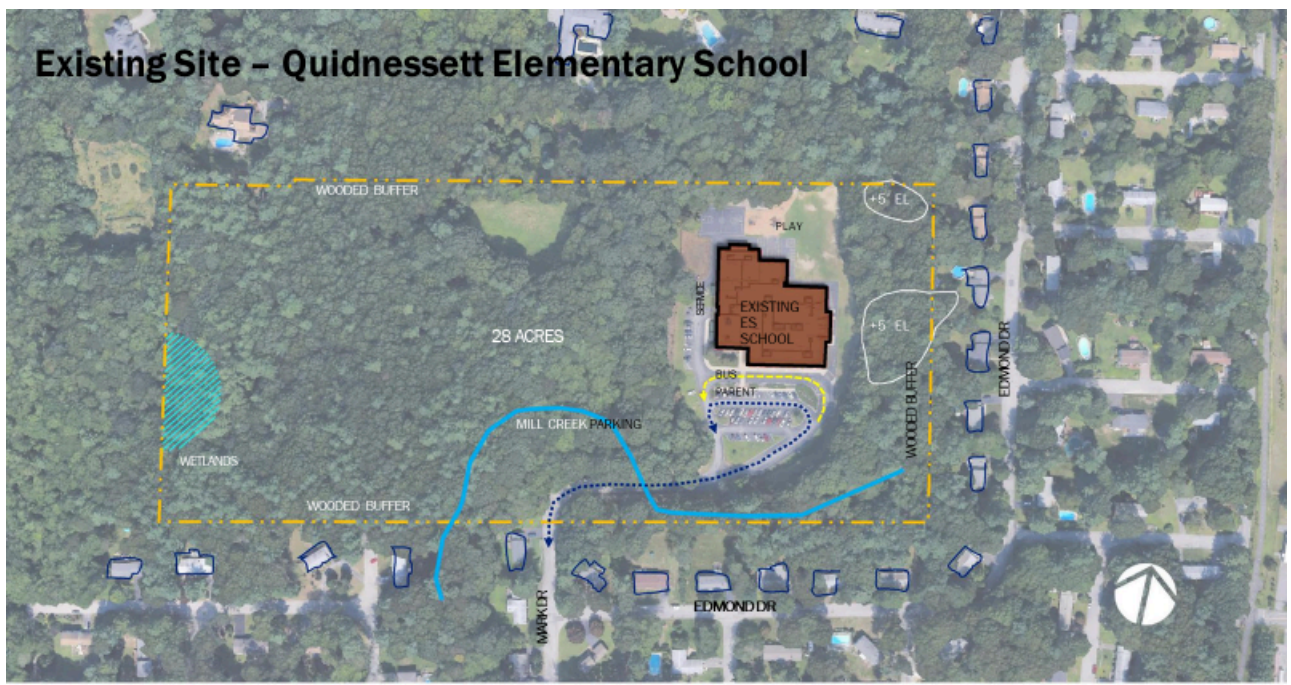 Existing Site – Quidnessett Elementary School
WOODED BUFFER
+5' EL
PLAY
SERVICE
EXISTING
ES
SCHOOL
28 ACRES
+5' EL
EDMOND DR
WOODED BUFFER
BUS
PARENT
MILL CREEK PARKING
WETLANDS
WOODED BUFFER
MARK DR
EDMOND DR